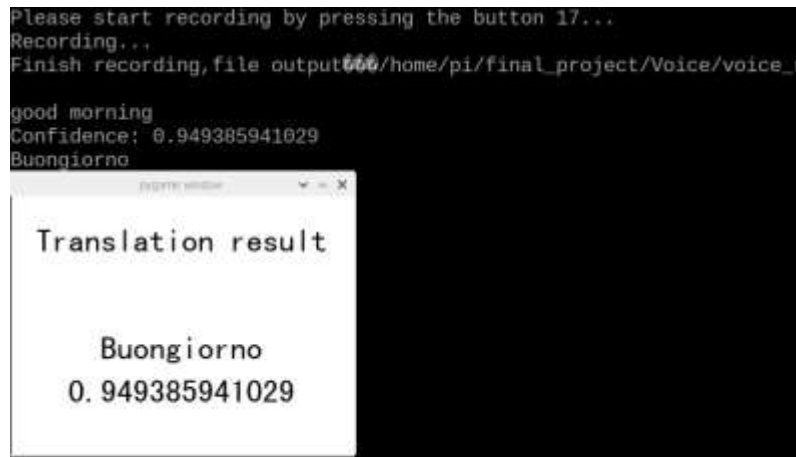 Please start recording by pressing the button 17...
Recording...
Finish recording,file output���/home/pi/final_project/Voice/voice_
good morning
Confidence: 0.949385941029
Buongiorno
pygame window
Translation result
Buongiorno
0.949385941029